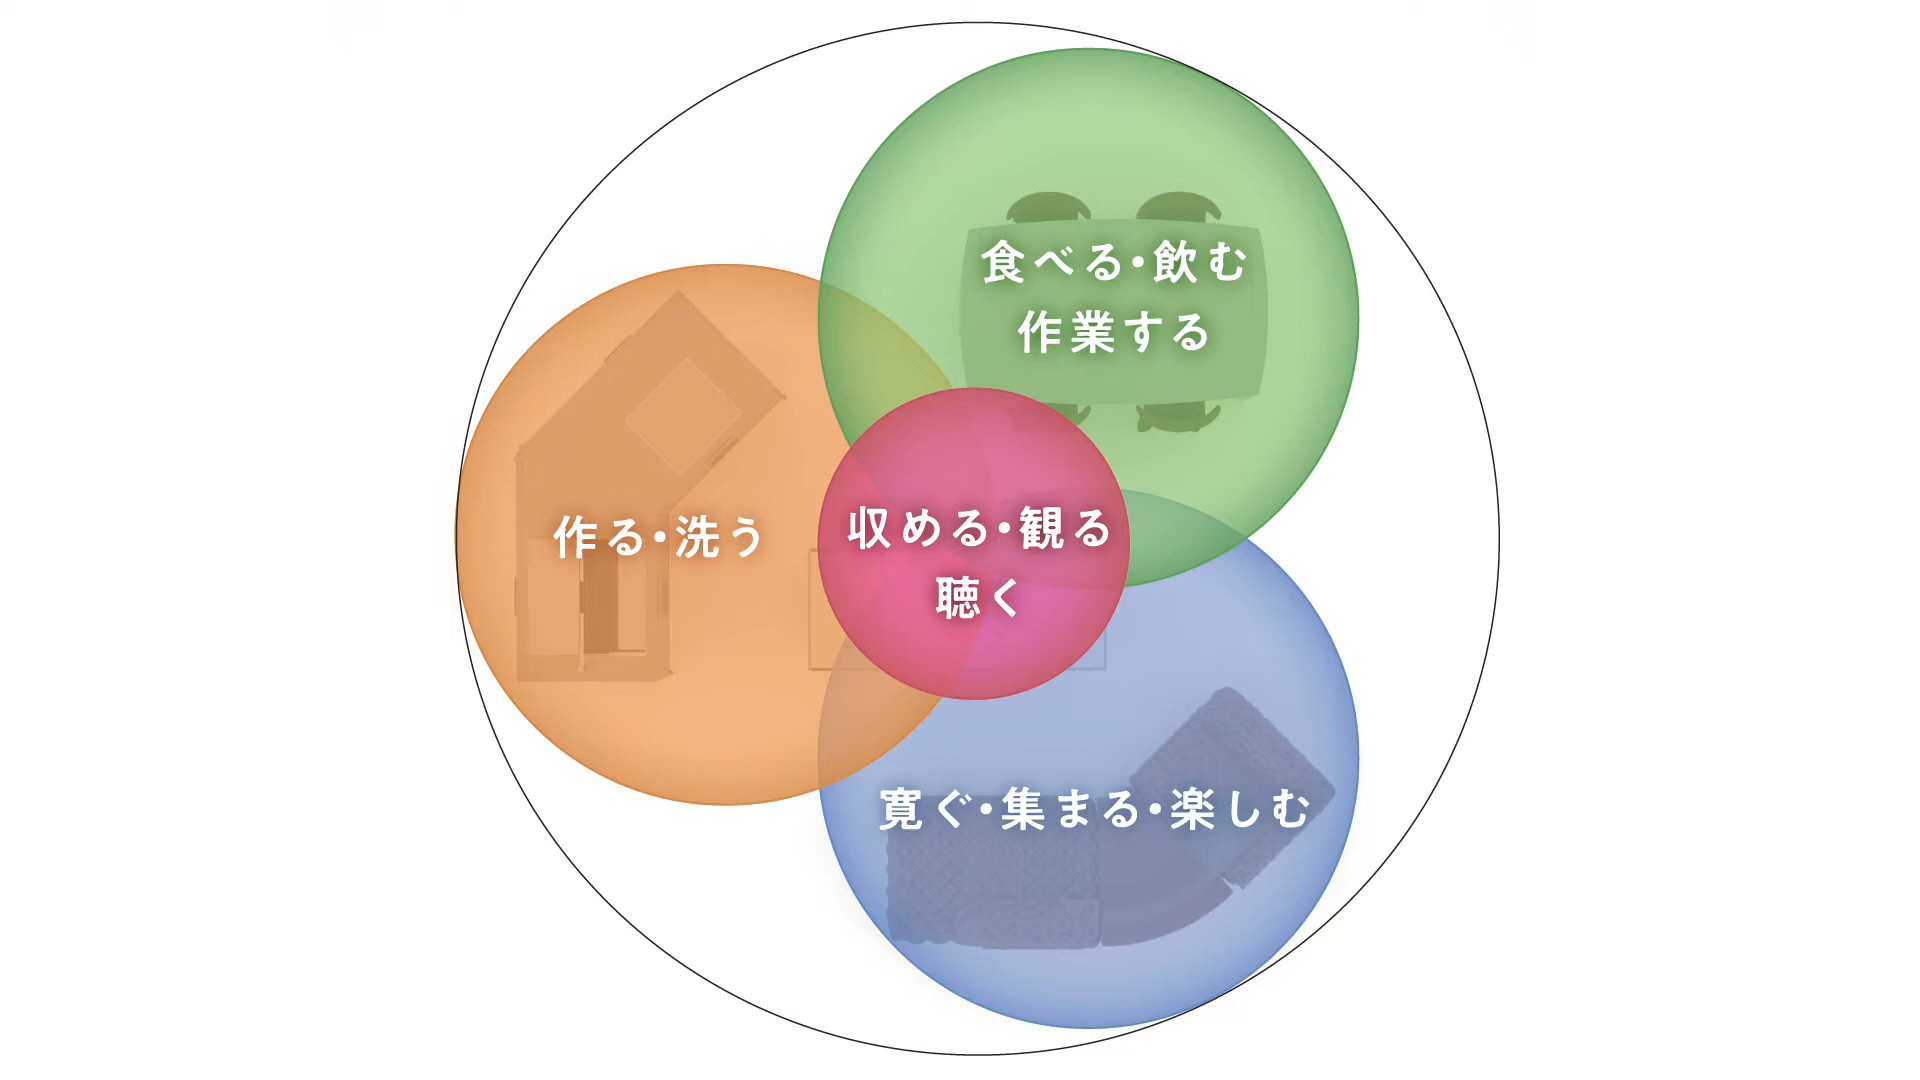 食べる・飲む
作業する
作る・洗う
収める・観る
聴く
寛ぐ・集まる・楽しむ